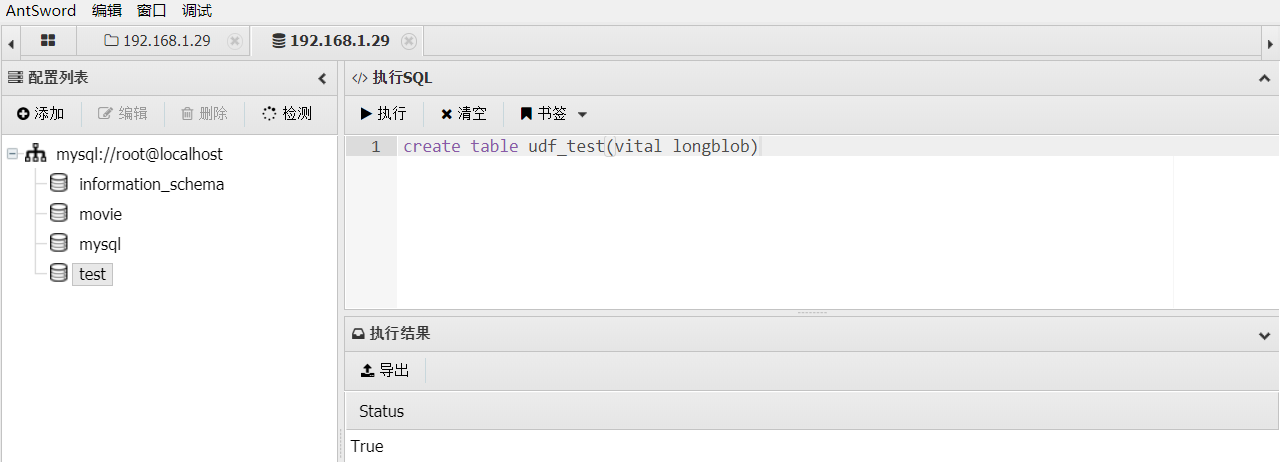 AntSword 编辑 窗口 调试
192.168.1.29 192.168.1.29
配置列表
添加 编辑 删除 检测
mysql://root@localhost
information_schema
movie
mysql
test
</> 执行SQL
执行 清空 书签
1 create table udf_test(vital longblob)
执行结果
导出
Status
True